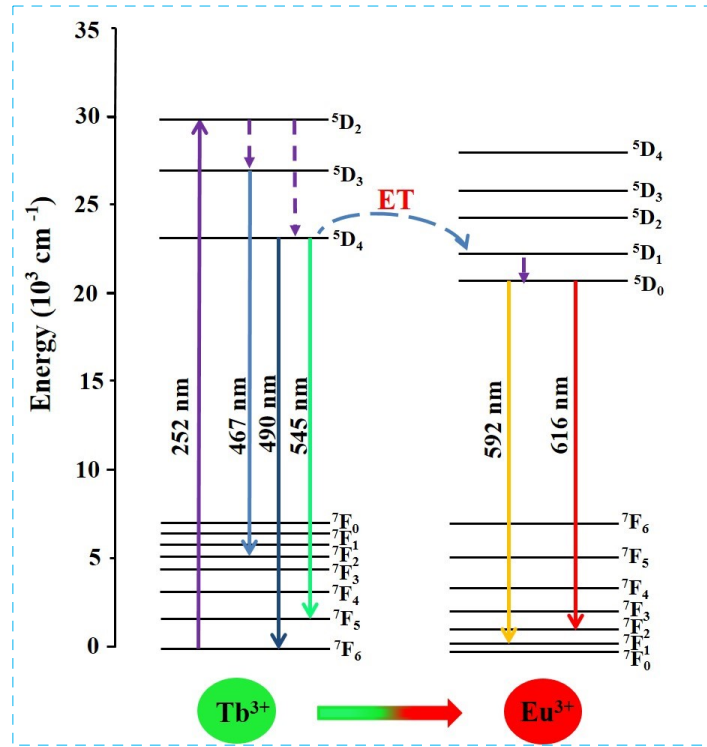 35
30
25
20
15
10
5
0
Energy (10³ cm⁻¹)
⁵D₂
⁵D₃
⁵D₄
252 nm
467 nm
490 nm
545 nm
⁷F₀
⁷F₁
⁷F₂
⁷F₃
⁷F₄
⁷F₅
⁷F₆
ET
⁵D₄
⁵D₃
⁵D₂
⁵D₁
⁵D₀
592 nm
616 nm
⁷F₆
⁷F₅
⁷F₄
⁷F₃
⁷F₂
⁷F₁
⁷F₀
Tb³⁺
Eu³⁺